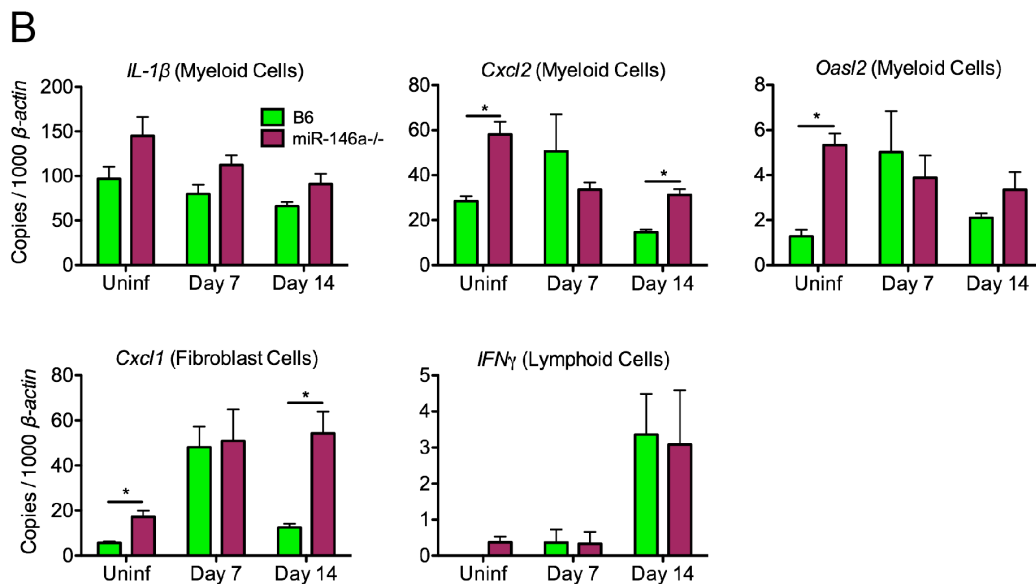 B
IL-1β (Myeloid Cells)
Copies / 1000 β-actin
200
150
100
50
0
B6
miR-146a-/-
Uninf Day 7 Day 14
Cxcl2 (Myeloid Cells)
80
60
40
20
0
*
*
Uninf Day 7 Day 14
Oasl2 (Myeloid Cells)
8
6
4
2
0
*
Uninf Day 7 Day 14
Cxcl1 (Fibroblast Cells)
Copies / 1000 β-actin
80
60
40
20
0
*
*
Uninf Day 7 Day 14
IFNγ (Lymphoid Cells)
5
4
3
2
1
0
Uninf Day 7 Day 14